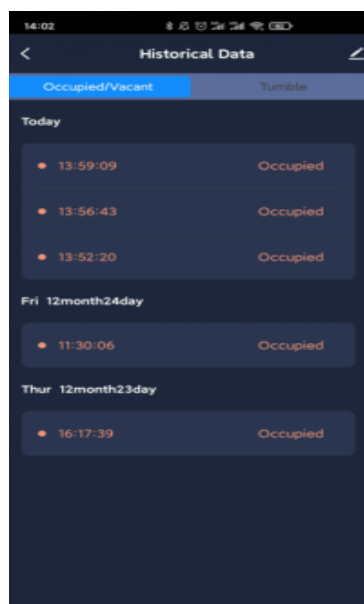 14:02
Historical Data
Occupied/Vacant Tumble
Today
13:59:09 Occupied
13:56:43 Occupied
13:52:20 Occupied
Fri 12month24day
11:30:06 Occupied
Thur 12month23day
16:17:39 Occupied